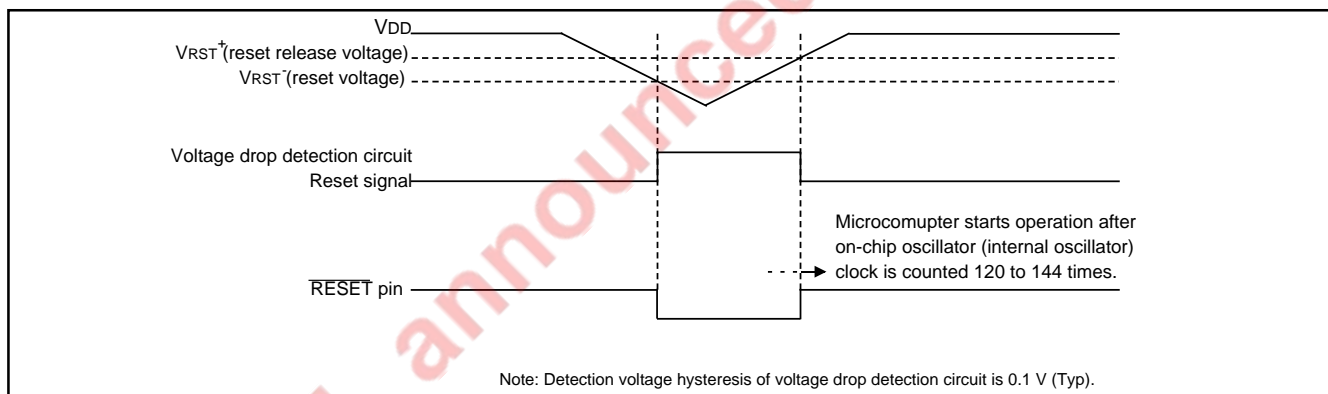 VDD
VRST+(reset release voltage)
VRST-(reset voltage)
Voltage drop detection circuit
Reset signal
Microcomupter starts operation after
on-chip oscillator (internal oscillator)
clock is counted 120 to 144 times.
RESET pin
Note: Detection voltage hysteresis of voltage drop detection circuit is 0.1 V (Typ).
announced